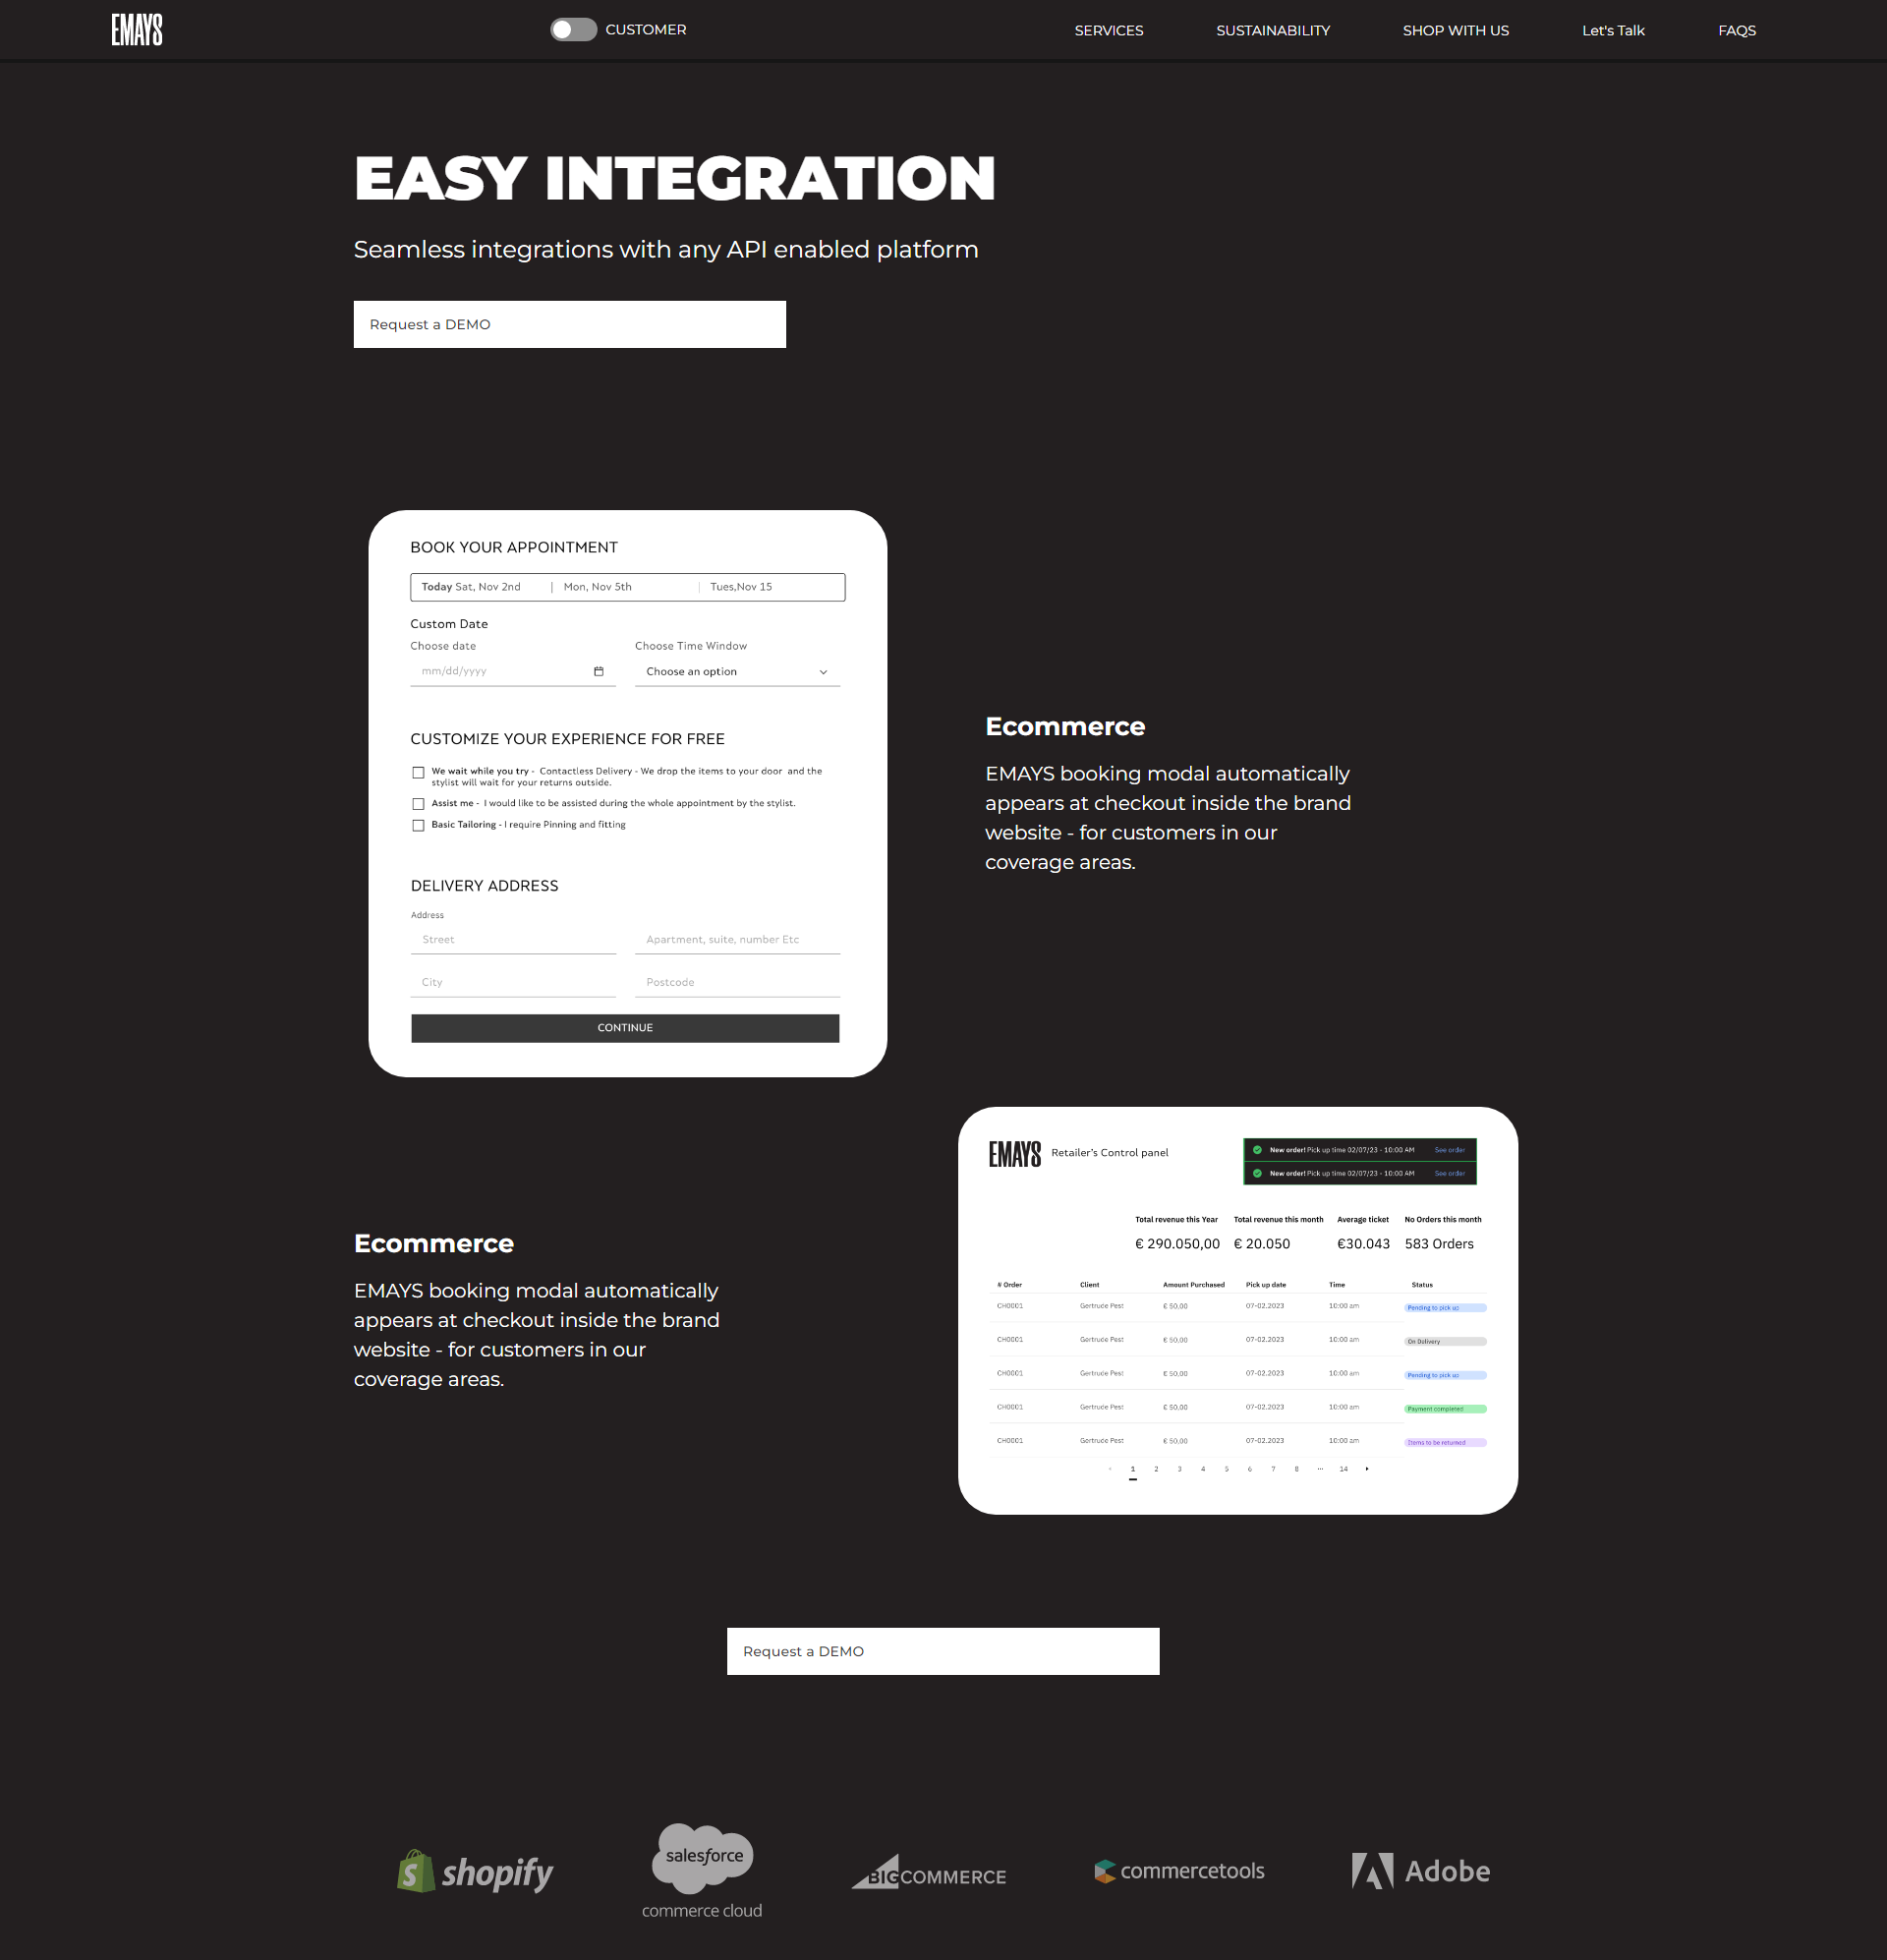 EMAYS
CUSTOMER
SERVICES
SUSTAINABILITY
SHOP WITH US
Let's Talk
FAQS
EASY INTEGRATION
Seamless integrations with any API enabled platform
Request a DEMO
BOOK YOUR APPOINTMENT
Today Sat, Nov 2nd | Mon, Nov 5th | Tues,Nov 15
Custom Date
Choose date
Choose Time Window
mm/dd/yyyy
Choose an option
CUSTOMIZE YOUR EXPERIENCE FOR FREE
We wait while you try - Contactless Delivery - We drop the items to your door and the
stylist will wait for your returns outside.
Assist me - I would like to be assisted during the whole appointment by the stylist.
Basic Tailoring - I require Pinning and fitting
DELIVERY ADDRESS
Address
Street
Apartment, suite, number Etc
City
Postcode
CONTINUE
Ecommerce
EMAYS booking modal automatically
appears at checkout inside the brand
website - for customers in our
coverage areas.
Ecommerce
EMAYS booking modal automatically
appears at checkout inside the brand
website - for customers in our
coverage areas.
EMAYS Retailer's Control panel
New order! Pick up time 02/07/23 - 10:00 AM See order
New order! Pick up time 02/07/23 - 10:00 AM See order
Total revenue this Year Total revenue this month Average ticket No Orders this month
€ 290.050,00 € 20.050 €30.043 583 Orders
# Order Client Amount Purchased Pick up date Time Status
CH0001 Gertrude Pest € 50,00 07-02.2023 10:00 am Pending to pick up
CH0001 Gertrude Pest € 50,00 07-02.2023 10:00 am On Delivery
CH0001 Gertrude Pest € 50,00 07-02.2023 10:00 am Pending to pick up
CH0001 Gertrude Pest € 50,00 07-02.2023 10:00 am Payment completed
CH0001 Gertrude Pest € 50,00 07-02.2023 10:00 am Items to be returned
1 2 3 4 5 6 7 8 ... 14
Request a DEMO
shopify
salesforce
commerce cloud
BIGCOMMERCE
commercetools
Adobe